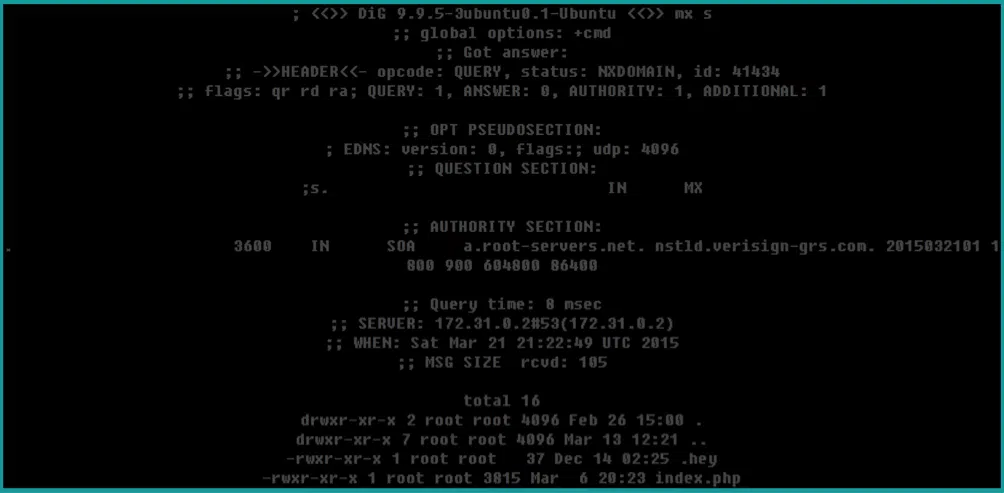 ; <<>> DiG 9.9.5-3ubuntu0.1-Ubuntu <<>> mx s
;; global options: +cmd
;; Got answer:
;; ->>HEADER<<- opcode: QUERY, status: NXDOMAIN, id: 41434
;; flags: qr rd ra; QUERY: 1, ANSWER: 0, AUTHORITY: 1, ADDITIONAL: 1
;; OPT PSEUDOSECTION:
; EDNS: version: 0, flags:; udp: 4096
;; QUESTION SECTION:
;s. IN MX
;; AUTHORITY SECTION:
. 3600 IN SOA a.root-servers.net. nstld.verisign-grs.com. 2015032101 1
800 900 604800 86400
;; Query time: 8 msec
;; SERVER: 172.31.0.2#53(172.31.0.2)
;; WHEN: Sat Mar 21 21:22:49 UTC 2015
;; MSG SIZE rcvd: 105
total 16
drwxr-xr-x 2 root root 4096 Feb 26 15:00 .
drwxr-xr-x 7 root root 4096 Mar 13 12:21 ..
-rwxr-xr-x 1 root root 37 Dec 14 02:25 .hey
-rwxr-xr-x 1 root root 3815 Mar 6 20:23 index.php